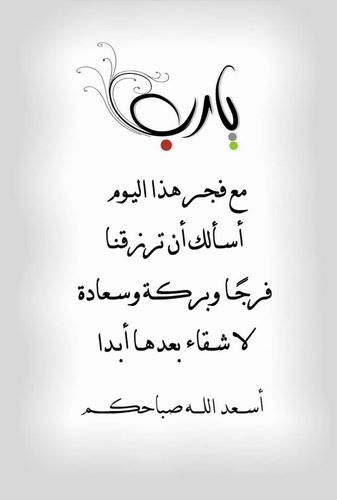 يارب
مع فجر هذا اليوم
أسألك أن ترزقنا
فرجًا وبركة وسعادة
لا شقاء بعدها أبدا
أسعد الله صباحكم